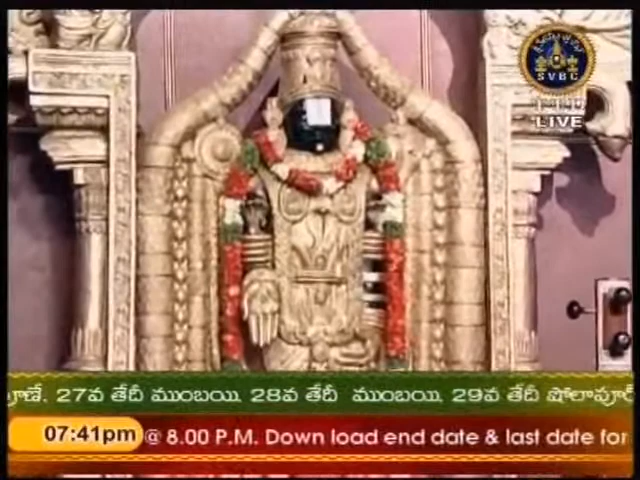 SVBC
LIVE
పూణే. 27వ తేదీ ముంబయి, 28వ తేదీ ముంబయి, 29వ తేదీ షోలాపూర్
07:41pm @ 8.00 P.M. Down load end date & last date for